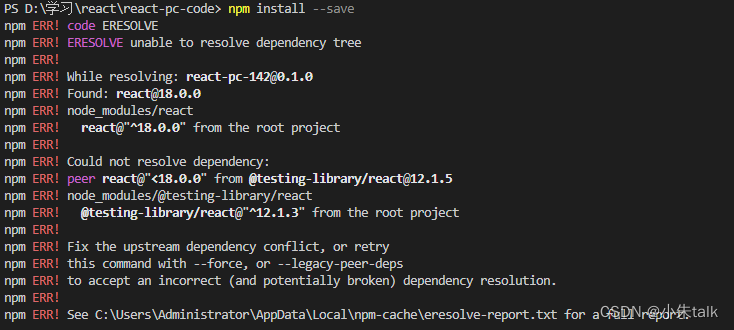 PS D:\学习\react\react-pc-code> npm install --save
npm ERR! code ERESOLVE
npm ERR! ERESOLVE unable to resolve dependency tree
npm ERR!
npm ERR! While resolving: react-pc-142@0.1.0
npm ERR! Found: react@18.0.0
npm ERR! node_modules/react
npm ERR!   react@"^18.0.0" from the root project
npm ERR!
npm ERR! Could not resolve dependency:
npm ERR! peer react@"<18.0.0" from @testing-library/react@12.1.5
npm ERR! node_modules/@testing-library/react
npm ERR!   @testing-library/react@"^12.1.3" from the root project
npm ERR!
npm ERR! Fix the upstream dependency conflict, or retry
npm ERR! this command with --force, or --legacy-peer-deps
npm ERR! to accept an incorrect (and potentially broken) dependency resolution.
npm ERR!
npm ERR! See C:\Users\Administrator\AppData\Local\npm-cache\eresolve-report.txt for a full report.
CSDN @小朱talk